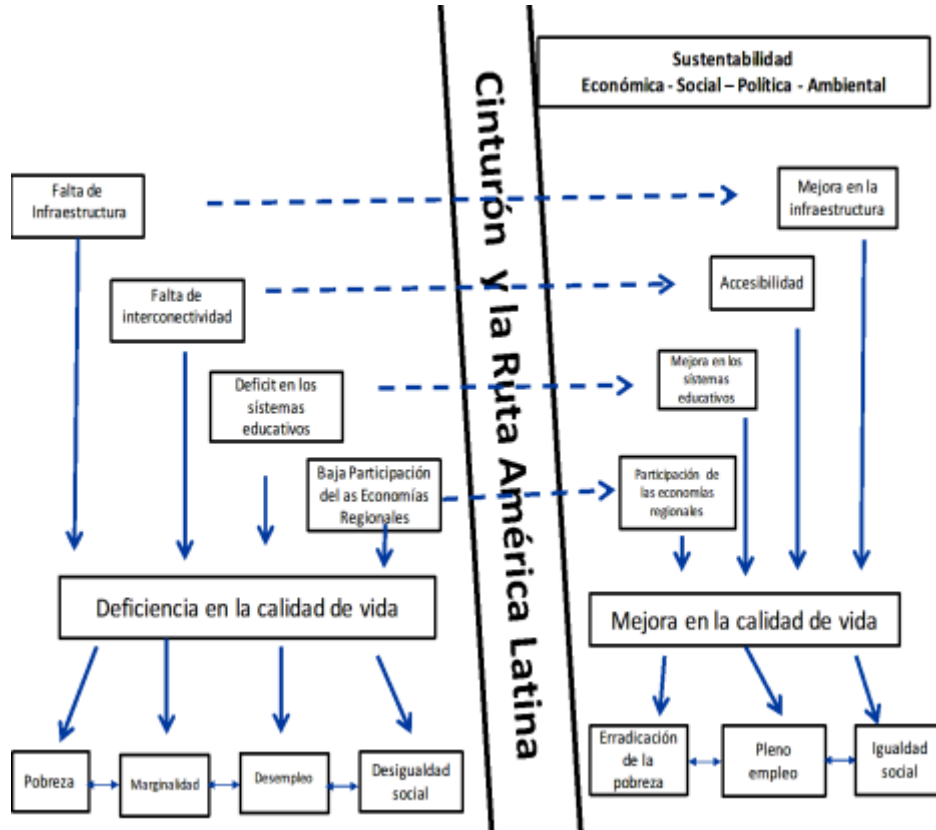 Sustentabilidad
Económica - Social – Política - Ambiental
Cinturón y la Ruta América Latina
Falta de
Infraestructura
Mejora en la
infraestructura
Falta de
interconectividad
Accesibilidad
Deficit en los
sistemas
educativos
Mejora en los
sistemas
educativos
Baja Participación
del as Economías
Regionales
Participación de
las economías
regionales
Deficiencia en la calidad de vida
Mejora en la calidad de vida
Pobreza
Marginalidad
Desempleo
Desigualdad
social
Erradicación
de la
pobreza
Pleno
empleo
Igualdad
social